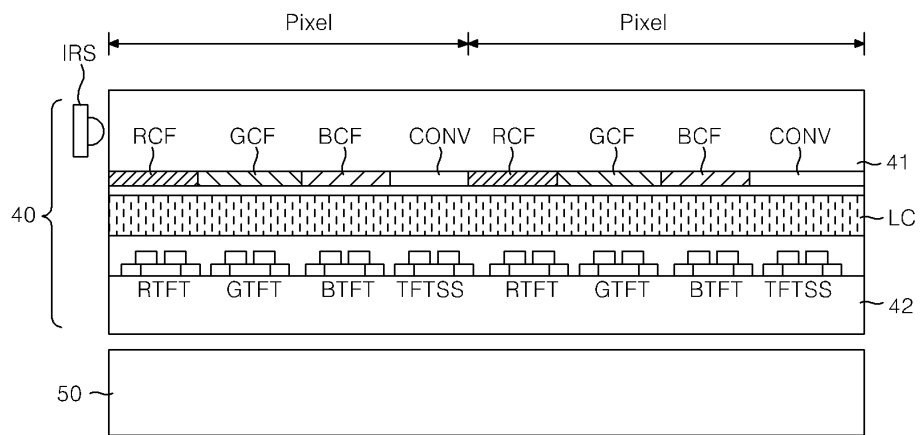 Pixel Pixel
IRS
RCF GCF BCF CONV RCF GCF BCF CONV
41
40
LC
RTFT GTFT BTFT TFTSS RTFT GTFT BTFT TFTSS
42
50